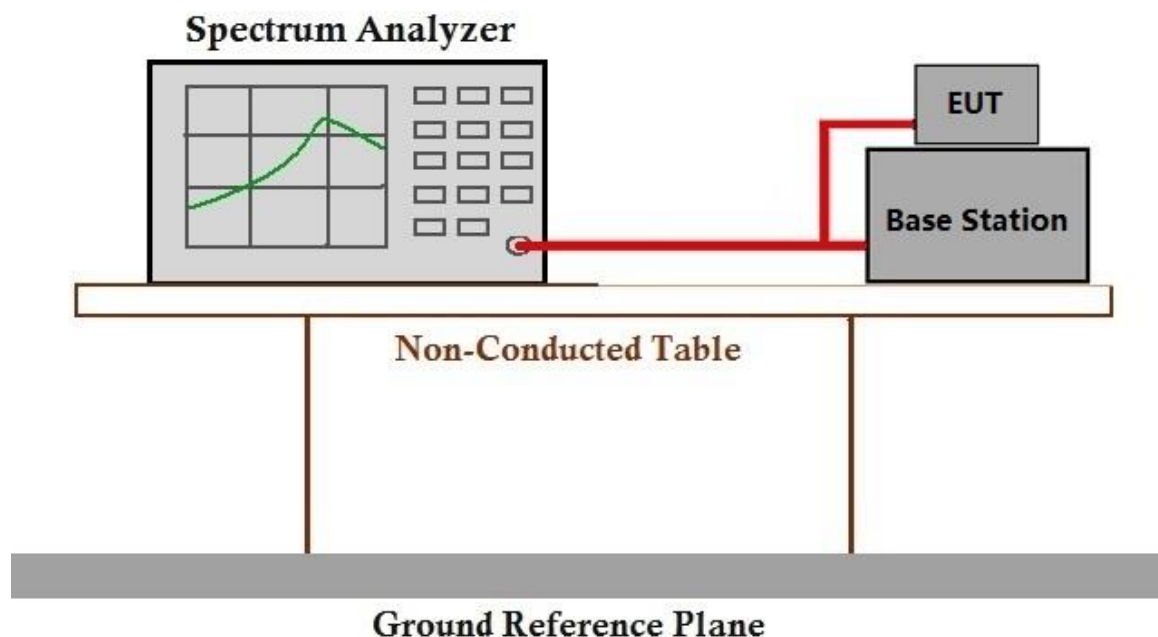 Spectrum Analyzer
EUT
Base Station
Non-Conducted Table
Ground Reference Plane